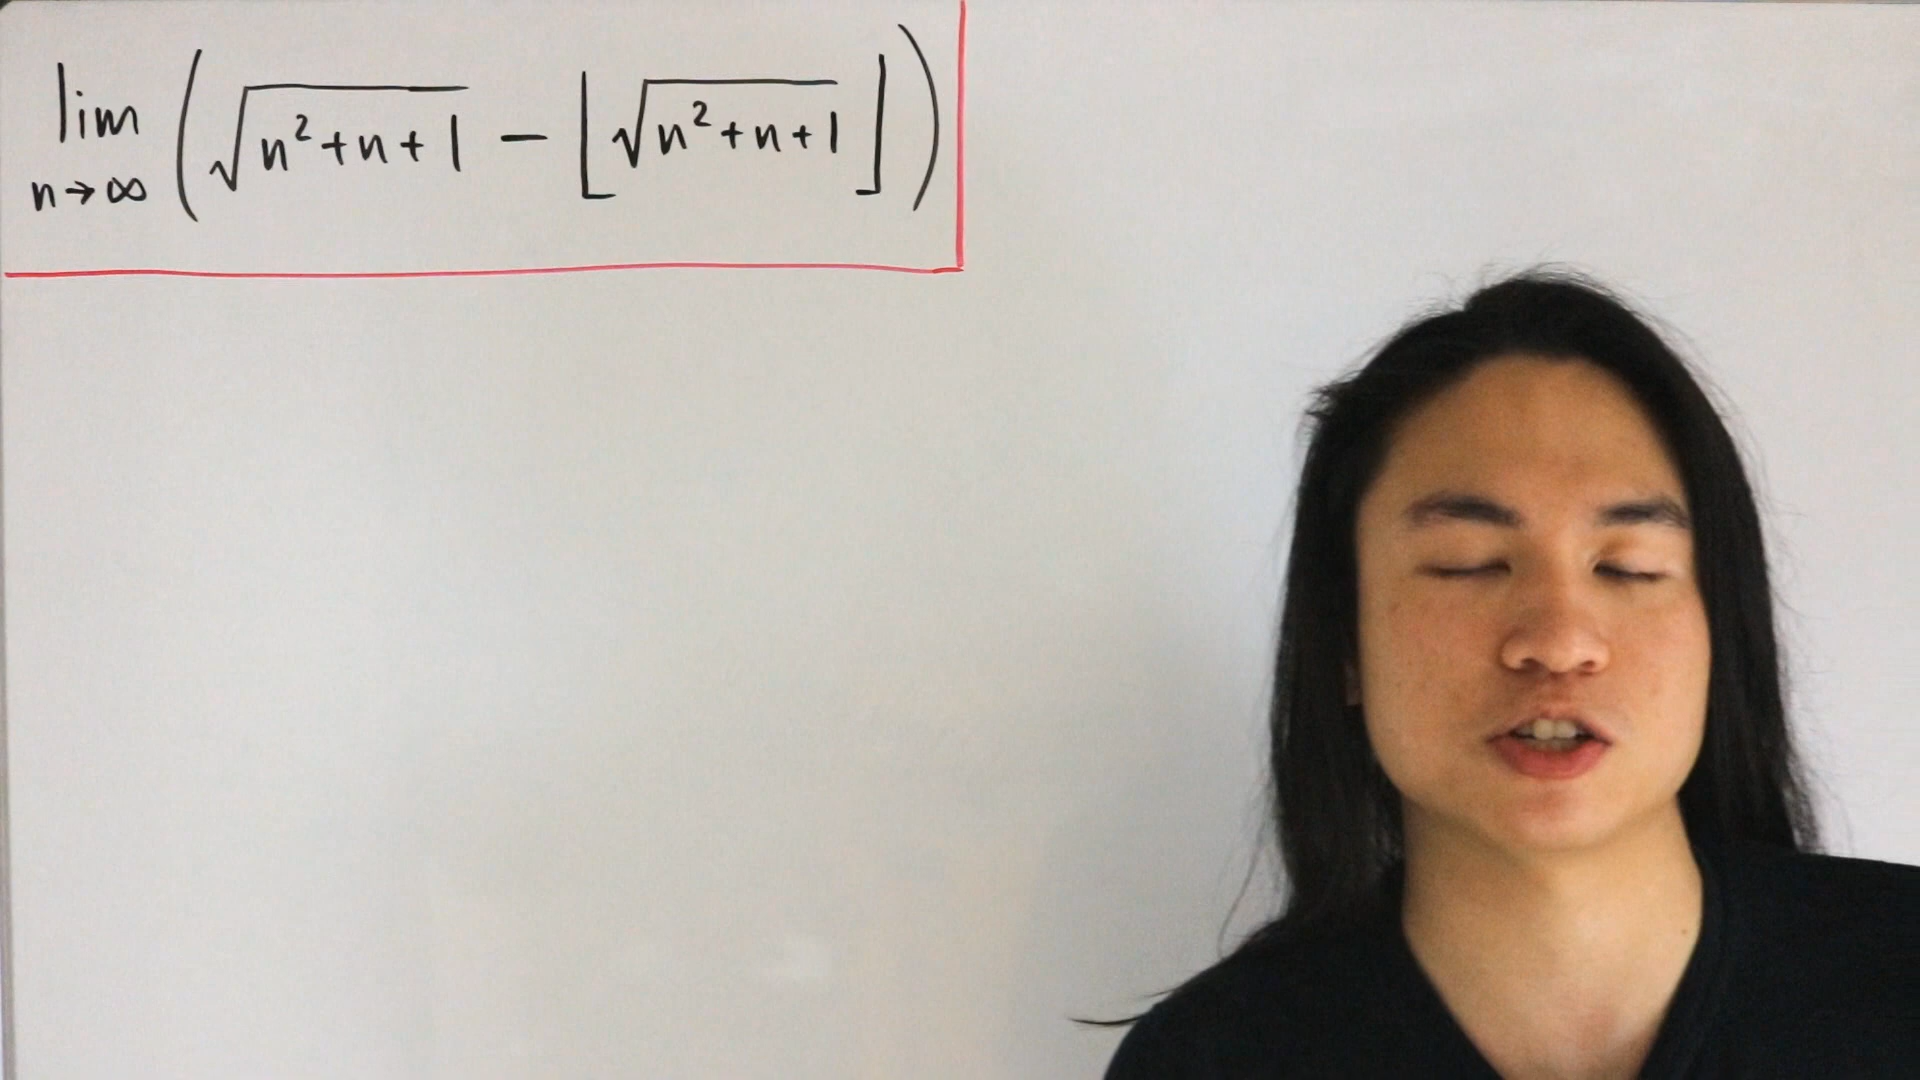 lim n→∞ (√(n²+n+1) − ⌊√(n²+n+1)⌋)